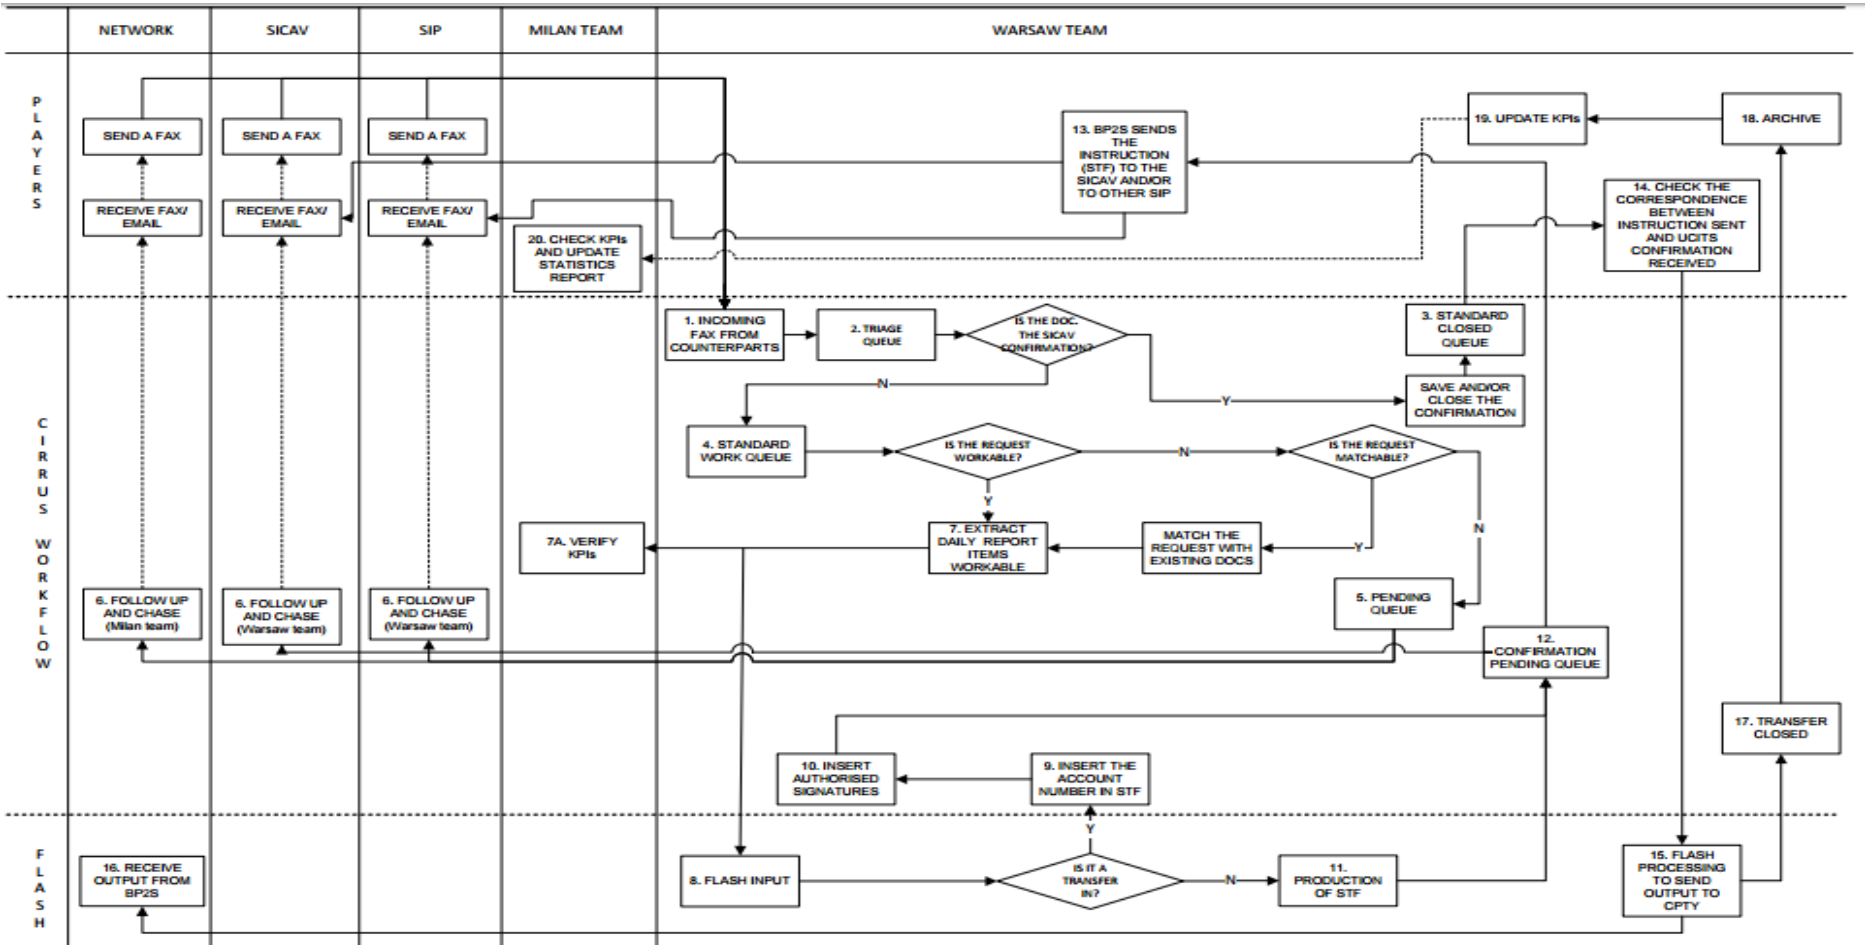 NETWORK
SICAV
SIP
MILAN TEAM
WARSAW TEAM
PLAYERS
SEND A FAX
SEND A FAX
SEND A FAX
13. BP2S SENDS
THE
INSTRUCTION
(STF) TO THE
SICAV AND/OR
TO OTHER SIP
19. UPDATE KPIs
18. ARCHIVE
RECEIVE FAX/
EMAIL
RECEIVE FAX/
EMAIL
RECEIVE FAX/
EMAIL
14. CHECK THE
CORRESPONDENCE
BETWEEN
INSTRUCTION SENT
AND UCITS
CONFIRMATION
RECEIVED
20. CHECK KPIs
AND UPDATE
STATISTICS
REPORT
CIRRUS WORKFLOW
1. INCOMING
FAX FROM
COUNTERPARTS
2. TRIAGE
QUEUE
IS THE DOC.
THE SICAV
CONFIRMATION?
3. STANDARD
CLOSED
QUEUE
N
Y
SAVE AND/OR
CLOSE THE
CONFIRMATION
4. STANDARD
WORK QUEUE
IS THE REQUEST
WORKABLE?
N
IS THE REQUEST
MATCHABLE?
Y
N
7A. VERIFY
KPIs
7. EXTRACT
DAILY REPORT
ITEMS
WORKABLE
MATCH THE
REQUEST WITH
EXISTING DOCS
Y
6. FOLLOW UP
AND CHASE
(Milan team)
6. FOLLOW UP
AND CHASE
(Warsaw team)
6. FOLLOW UP
AND CHASE
(Warsaw team)
5. PENDING
QUEUE
12.
CONFIRMATION
PENDING QUEUE
17. TRANSFER
CLOSED
10. INSERT
AUTHORISED
SIGNATURES
9. INSERT THE
ACCOUNT
NUMBER IN STF
FLASH
Y
16. RECEIVE
OUTPUT FROM
BP2S
8. FLASH INPUT
IS IT A
TRANSFER
IN?
N
11.
PRODUCTION
OF STF
15. FLASH
PROCESSING
TO SEND
OUTPUT TO
CPTY